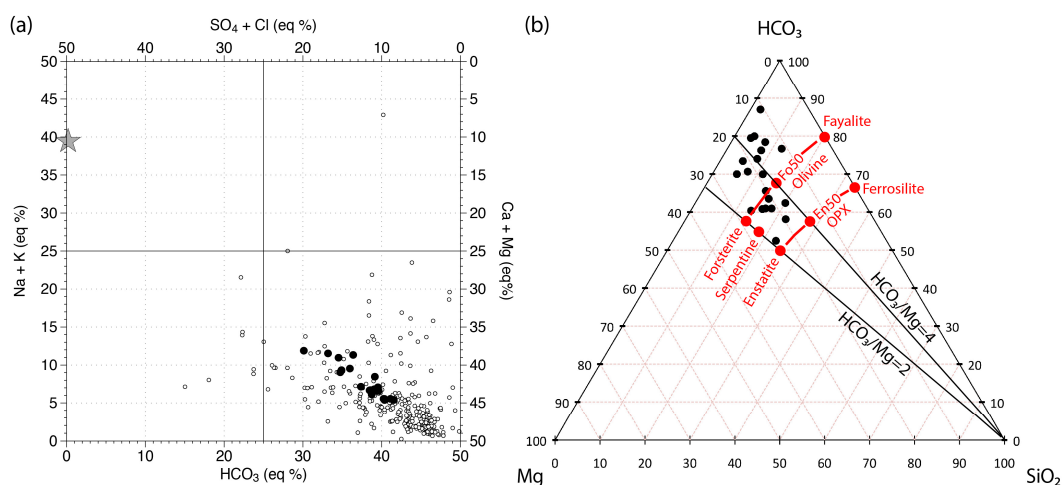 (a)
SO4 + Cl (eq %)
50 40 30 20 10 0
50 45 40 35 30 25 20 15 10 5 0
Na + K (eq %)
0 5 10 15 20 25 30 35 40 45 50
Ca + Mg (eq%)
0 10 20 30 40 50
HCO3 (eq %)
(b)
HCO3
0 100
10 90
20 80
30 70
40 60
50 50
60 40
70 30
80 20
90 10
100 0
Fayalite
Fo50
Olivine
Ferrosilite
En50
OPX
Forsterite
Serpentine
Enstatite
HCO3/Mg=4
HCO3/Mg=2
0 10 20 30 40 50 60 70 80 90 100
Mg
SiO2